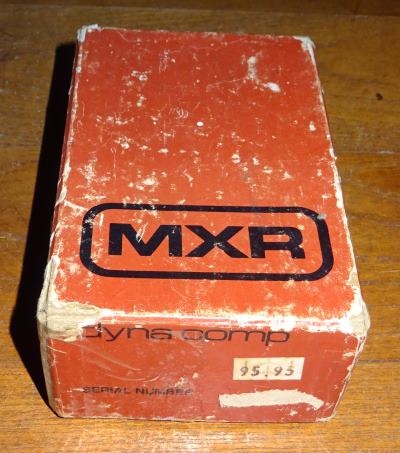 MXR
dyna comp
95.95
SERIAL NUMBER